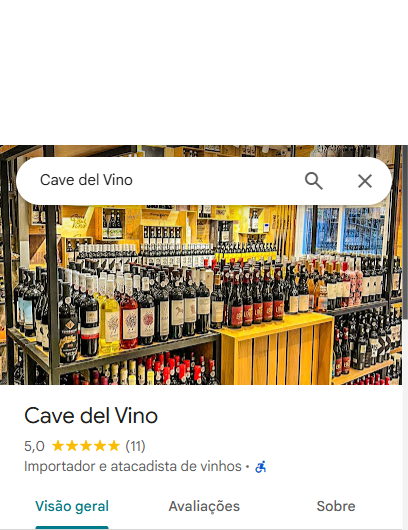 Cave del Vino
Cave del Vino
5,0 (11)
Importador e atacadista de vinhos ·
Visão geral
Avaliações
Sobre